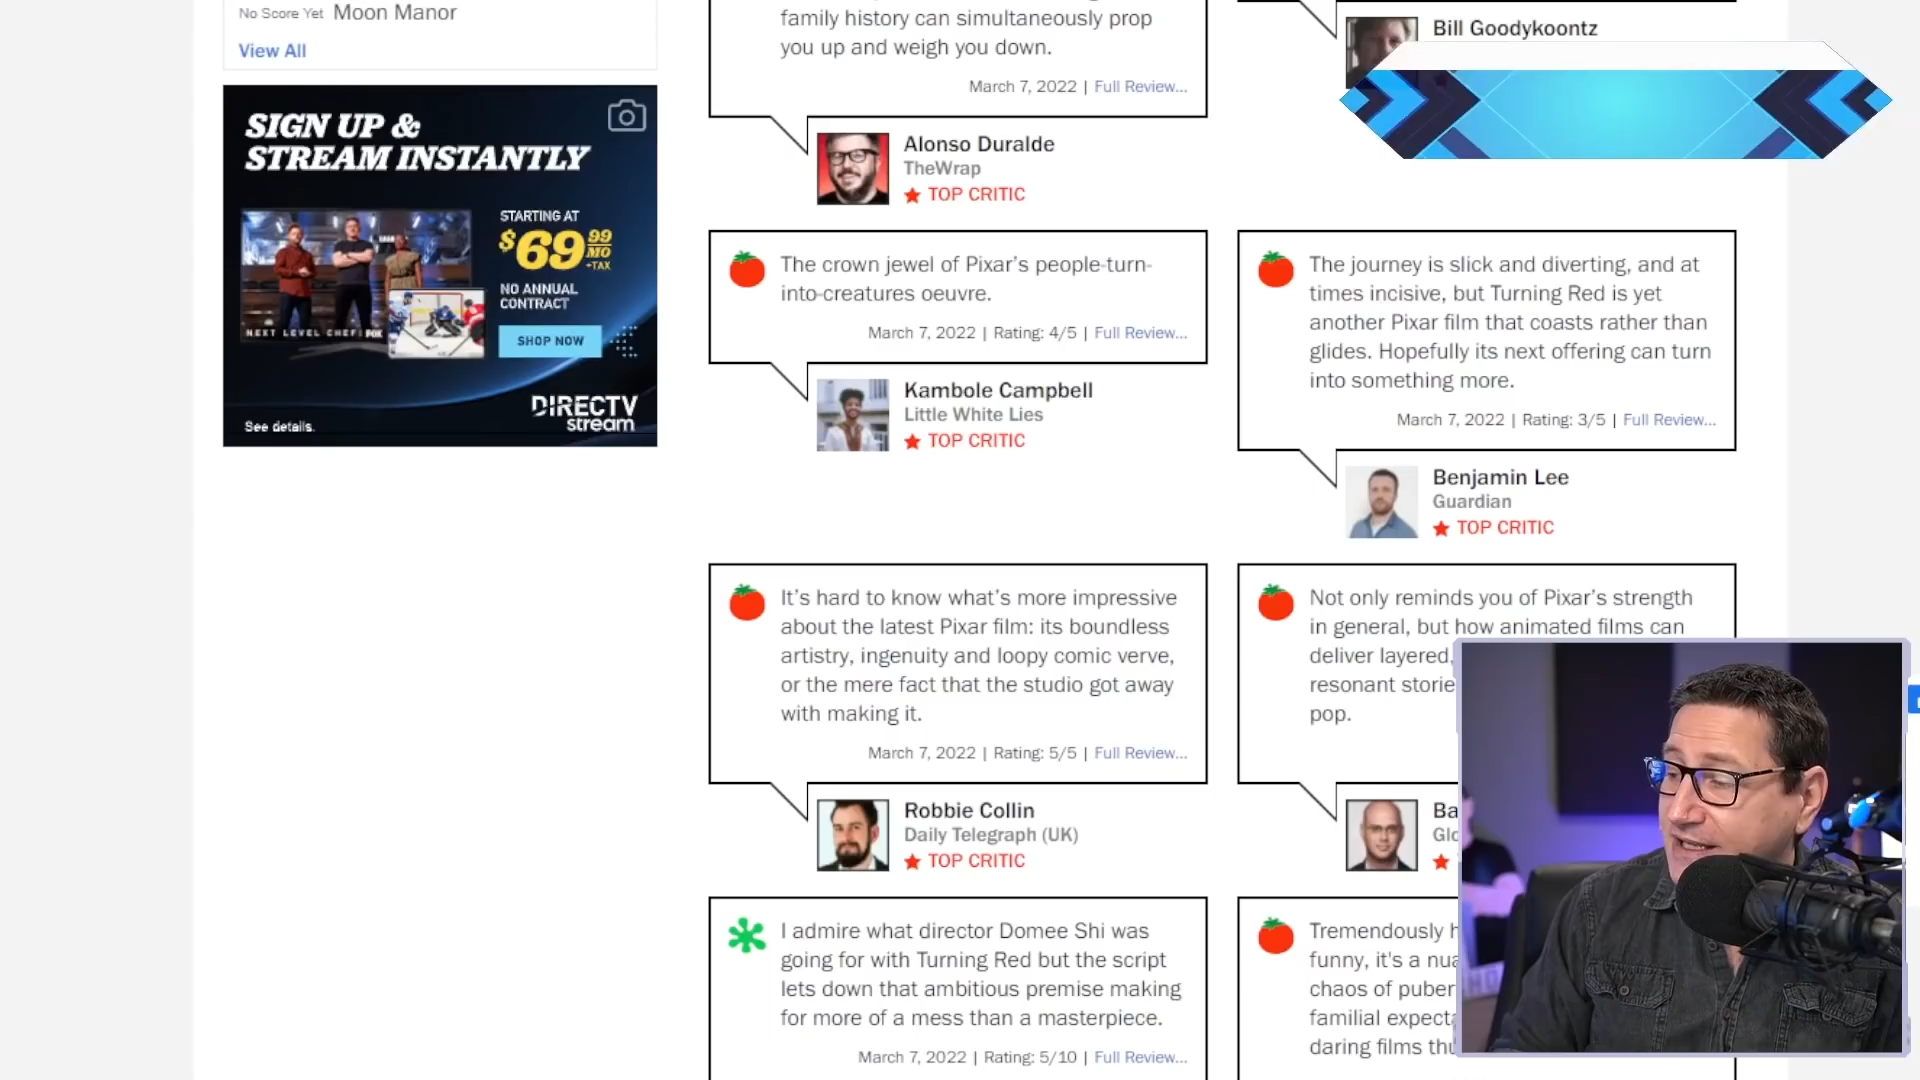 No Score Yet Moon Manor
View All
SIGN UP &
STREAM INSTANTLY
STARTING AT
$69 99 MO
+TAX
NO ANNUAL
CONTRACT
SHOP NOW
NEXT LEVEL CHEF FOX
DIRECTV
stream
See details.
family history can simultaneously prop
you up and weigh you down.
March 7, 2022 | Full Review...
Alonso Duralde
TheWrap
TOP CRITIC
Bill Goodykoontz
The crown jewel of Pixar's people-turn-
into-creatures oeuvre.
March 7, 2022 | Rating: 4/5 | Full Review...
Kambole Campbell
Little White Lies
TOP CRITIC
The journey is slick and diverting, and at
times incisive, but Turning Red is yet
another Pixar film that coasts rather than
glides. Hopefully its next offering can turn
into something more.
March 7, 2022 | Rating: 3/5 | Full Review...
Benjamin Lee
Guardian
TOP CRITIC
It's hard to know what's more impressive
about the latest Pixar film: its boundless
artistry, ingenuity and loopy comic verve,
or the mere fact that the studio got away
with making it.
March 7, 2022 | Rating: 5/5 | Full Review...
Robbie Collin
Daily Telegraph (UK)
TOP CRITIC
Not only reminds you of Pixar's strength
in general, but how animated films can
deliver layered,
resonant storie
pop.
Ba
Glo
I admire what director Domee Shi was
going for with Turning Red but the script
lets down that ambitious premise making
for more of a mess than a masterpiece.
March 7, 2022 | Rating: 5/10 | Full Review...
Tremendously h
funny, it's a nua
chaos of puber
familial expecta
daring films thu